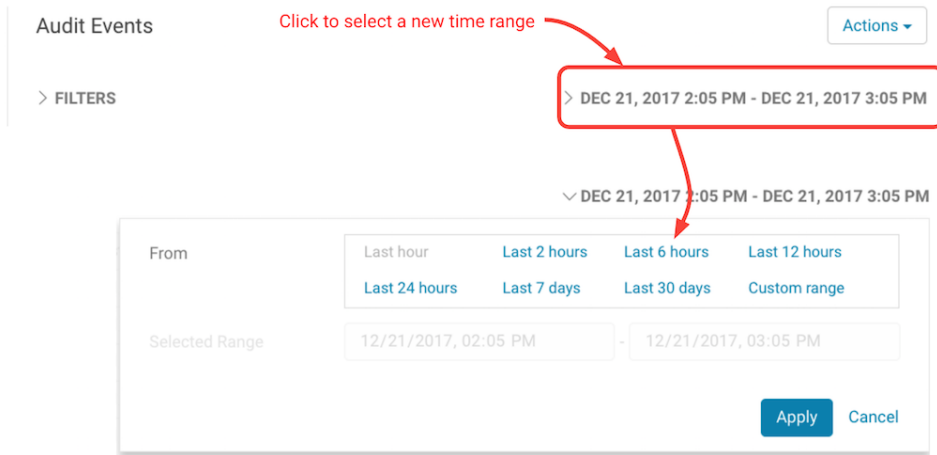 Audit Events
Click to select a new time range
Actions
FILTERS
DEC 21, 2017 2:05 PM - DEC 21, 2017 3:05 PM
DEC 21, 2017 2:05 PM - DEC 21, 2017 3:05 PM
From
Last hour Last 2 hours Last 6 hours Last 12 hours
Last 24 hours Last 7 days Last 30 days Custom range
Selected Range 12/21/2017, 02:05 PM - 12/21/2017, 03:05 PM
Apply Cancel